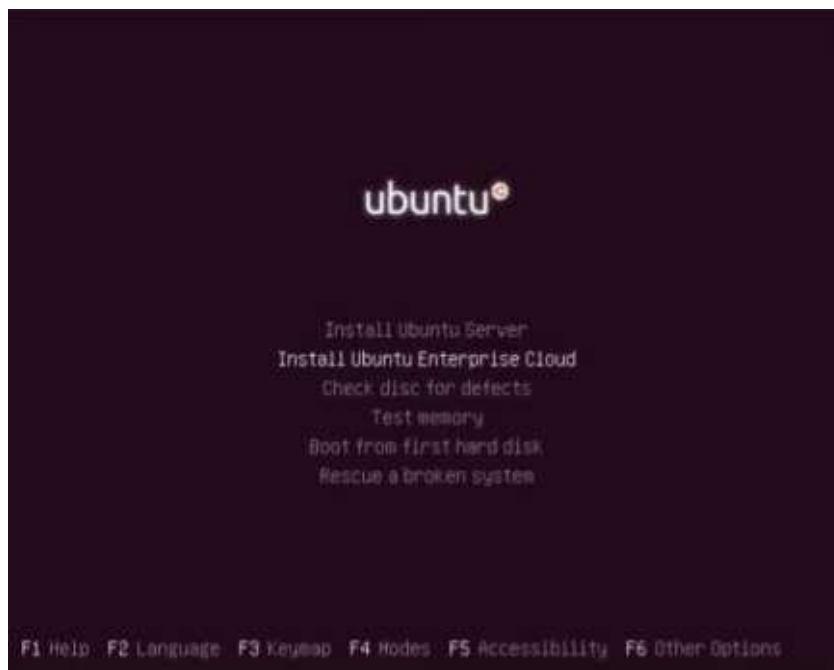 ubuntu
Install Ubuntu Server
Install Ubuntu Enterprise Cloud
Check disc for defects
Test memory
Boot from first hard disk
Rescue a broken system
F1 Help F2 Language F3 Keymap F4 Modes F5 Accessibility F6 Other Options